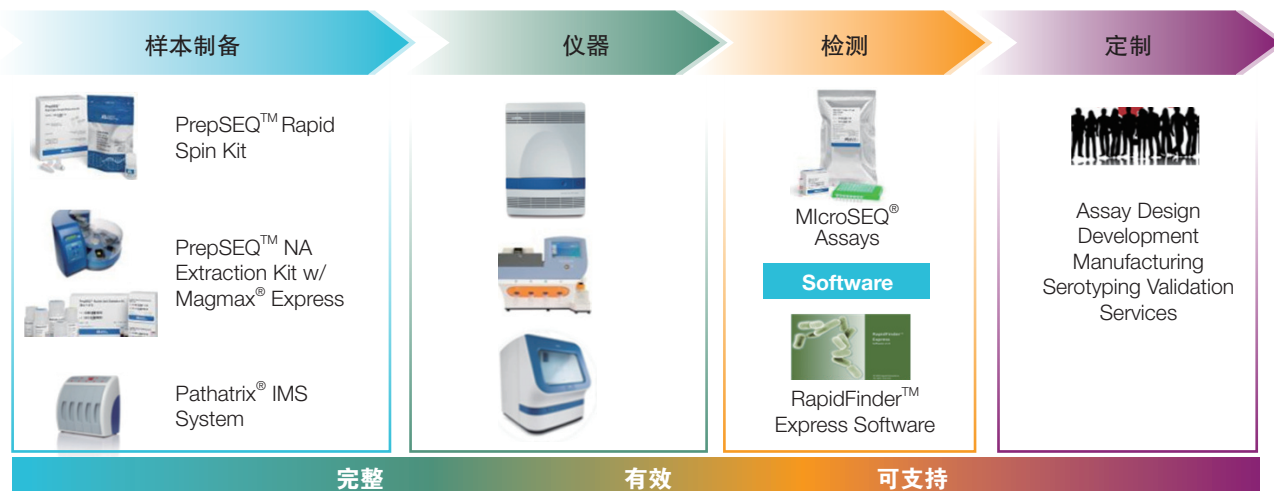 样本制备
仪器
检测
定制
PrepSEQ™ Rapid
Spin Kit
PrepSEQ™ NA
Extraction Kit w/
Magmax® Express
Pathatrix® IMS
System
MIcroSEQ®
Assays
Software
RapidFinder™
Express
RapidFinder™
Express Software
Assay Design
Development
Manufacturing
Serotyping Validation
Services
完整
有效
可支持